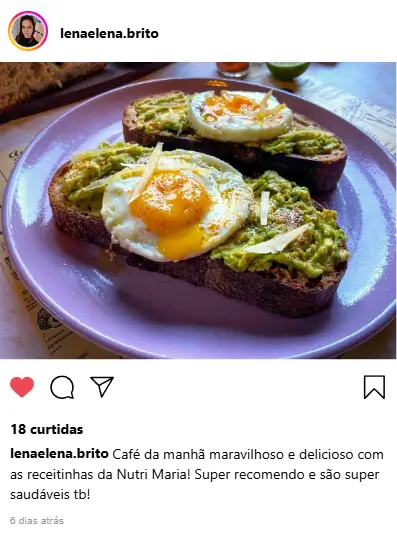 lenaelena.brito
18 curtidas
lenaelena.brito Café da manhã maravilhoso e delicioso com
as receitinhas da Nutri Maria! Super recomendo e são super
saudáveis tb!
6 dias atrás